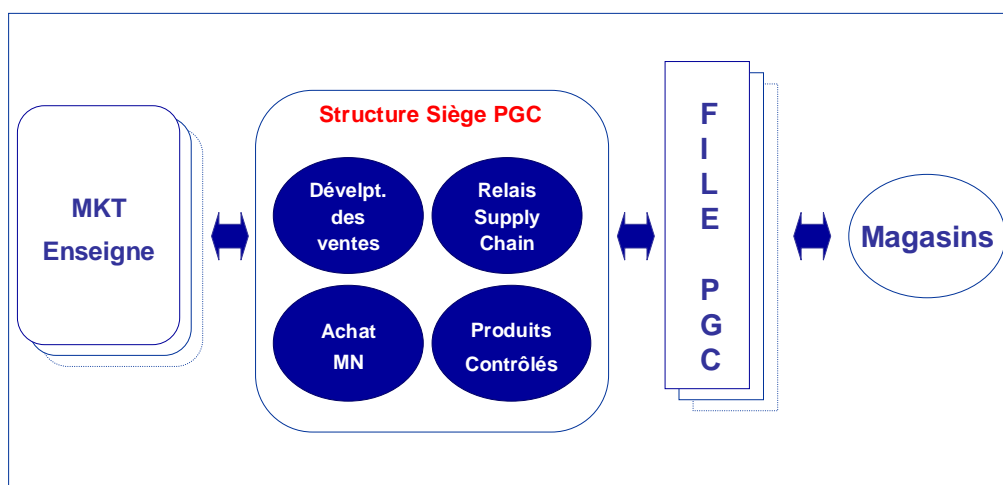 MKT
Enseigne
Structure Siège PGC
Dévelpt.
des
ventes
Relais
Supply
Chain
Achat
MN
Produits
Contrôlés
F
I
L
E
P
G
C
Magasins